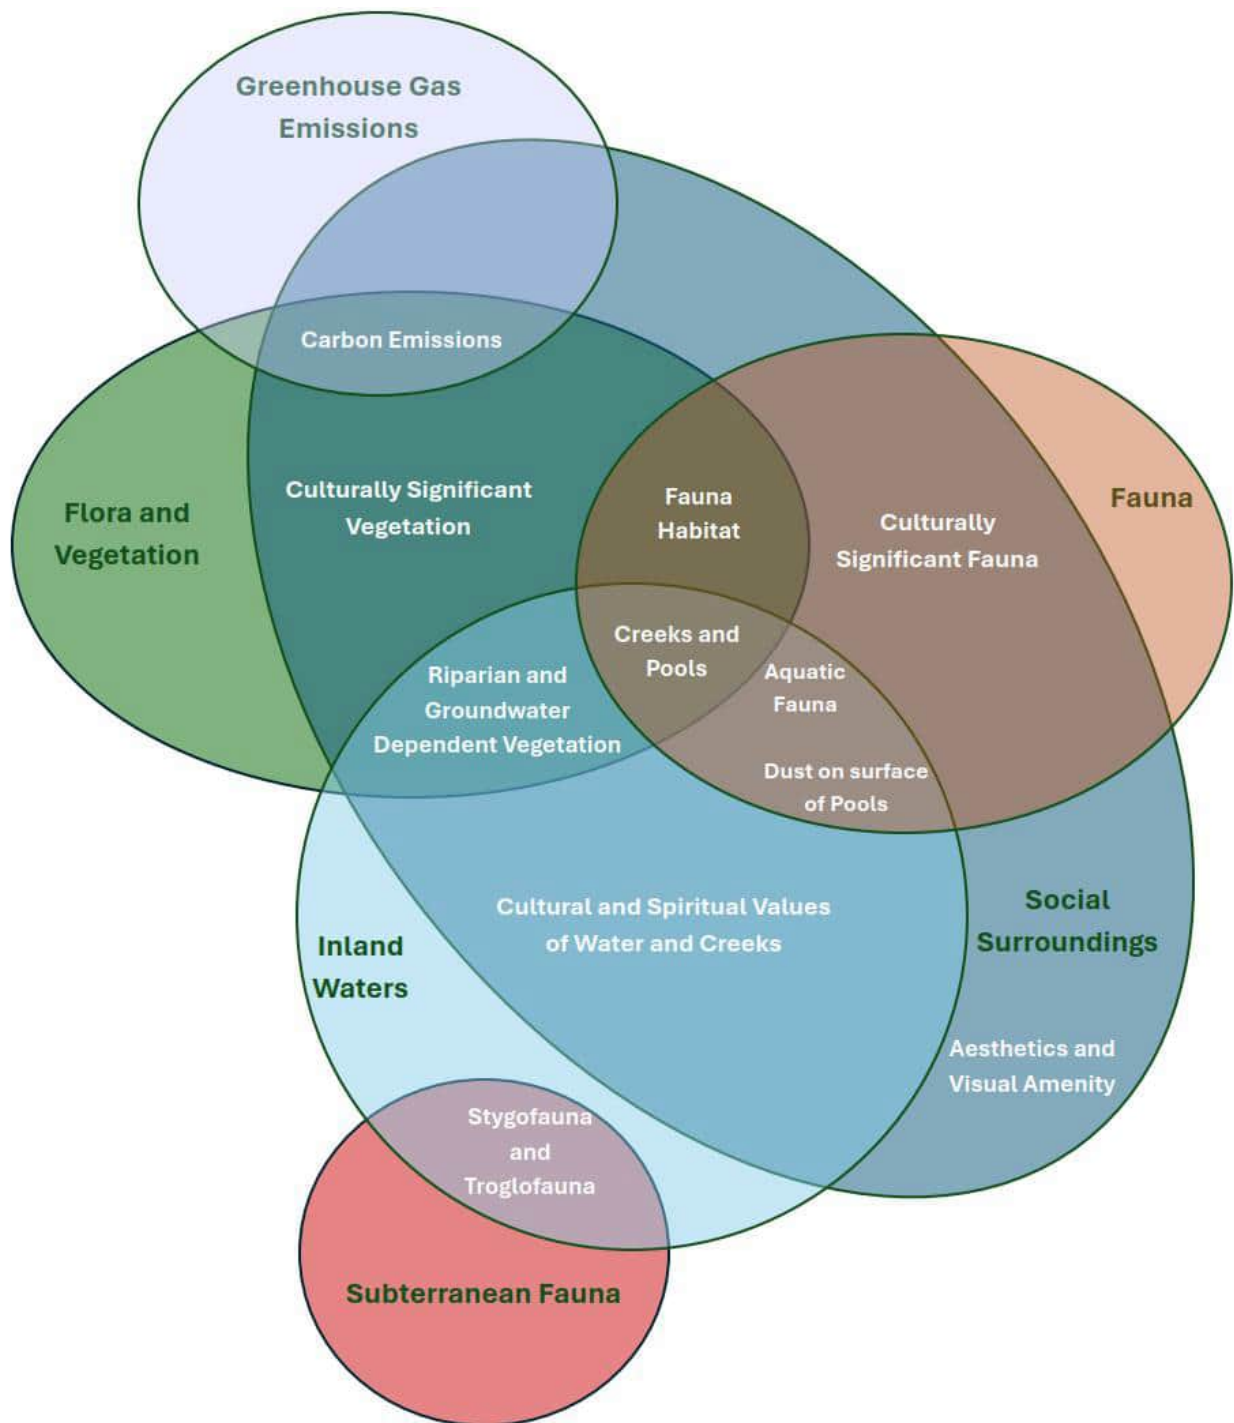 Greenhouse Gas
Emissions
Carbon Emissions
Flora and
Vegetation
Culturally Significant
Vegetation
Fauna
Habitat
Culturally
Significant Fauna
Fauna
Creeks and
Pools
Riparian and
Groundwater
Dependent Vegetation
Aquatic
Fauna
Dust on surface
of Pools
Cultural and Spiritual Values
of Water and Creeks
Inland
Waters
Social
Surroundings
Aesthetics and
Visual Amenity
Stygofauna
and
Troglofauna
Subterranean Fauna